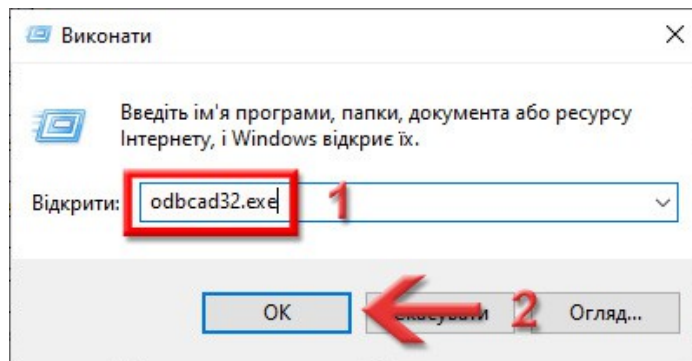 Виконати
Введіть ім'я програми, папки, документа або ресурсу
Інтернету, і Windows відкриє їх.
Відкрити: odbcad32.exe 1
OK 2 Огляд...